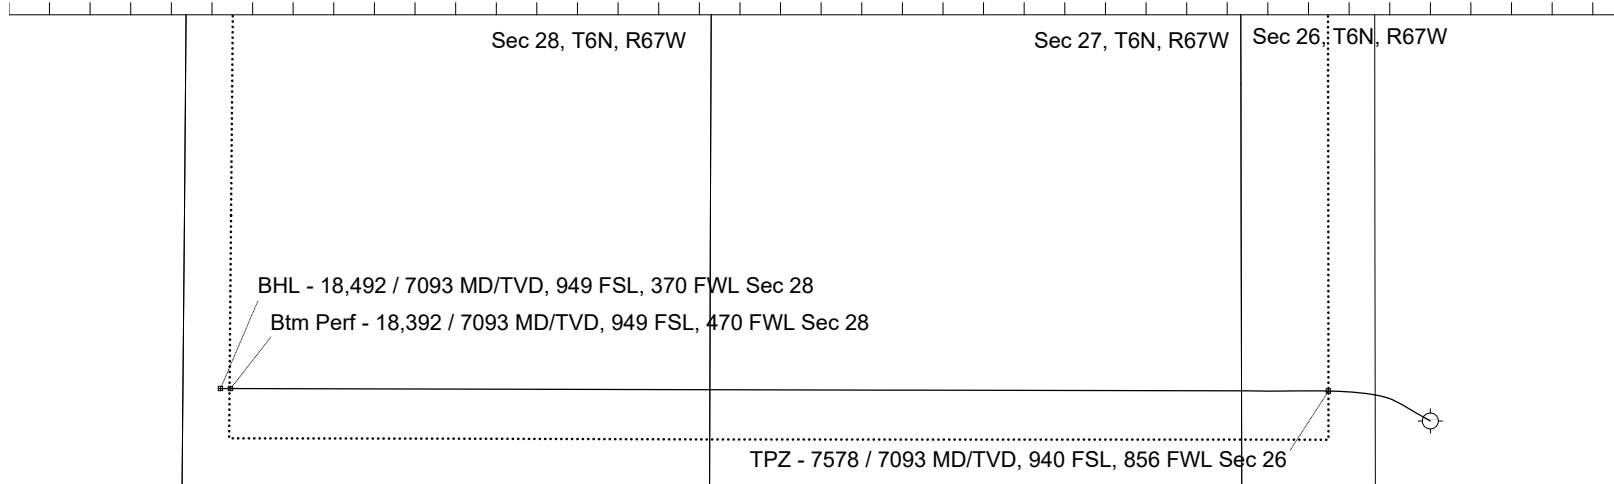 Sec 28, T6N, R67W
Sec 27, T6N, R67W
Sec 26, T6N, R67W
BHL - 18,492 / 7093 MD/TVD, 949 FSL, 370 FWL Sec 28
Btm Perf - 18,392 / 7093 MD/TVD, 949 FSL, 470 FWL Sec 28
TPZ - 7578 / 7093 MD/TVD, 940 FSL, 856 FWL Sec 26